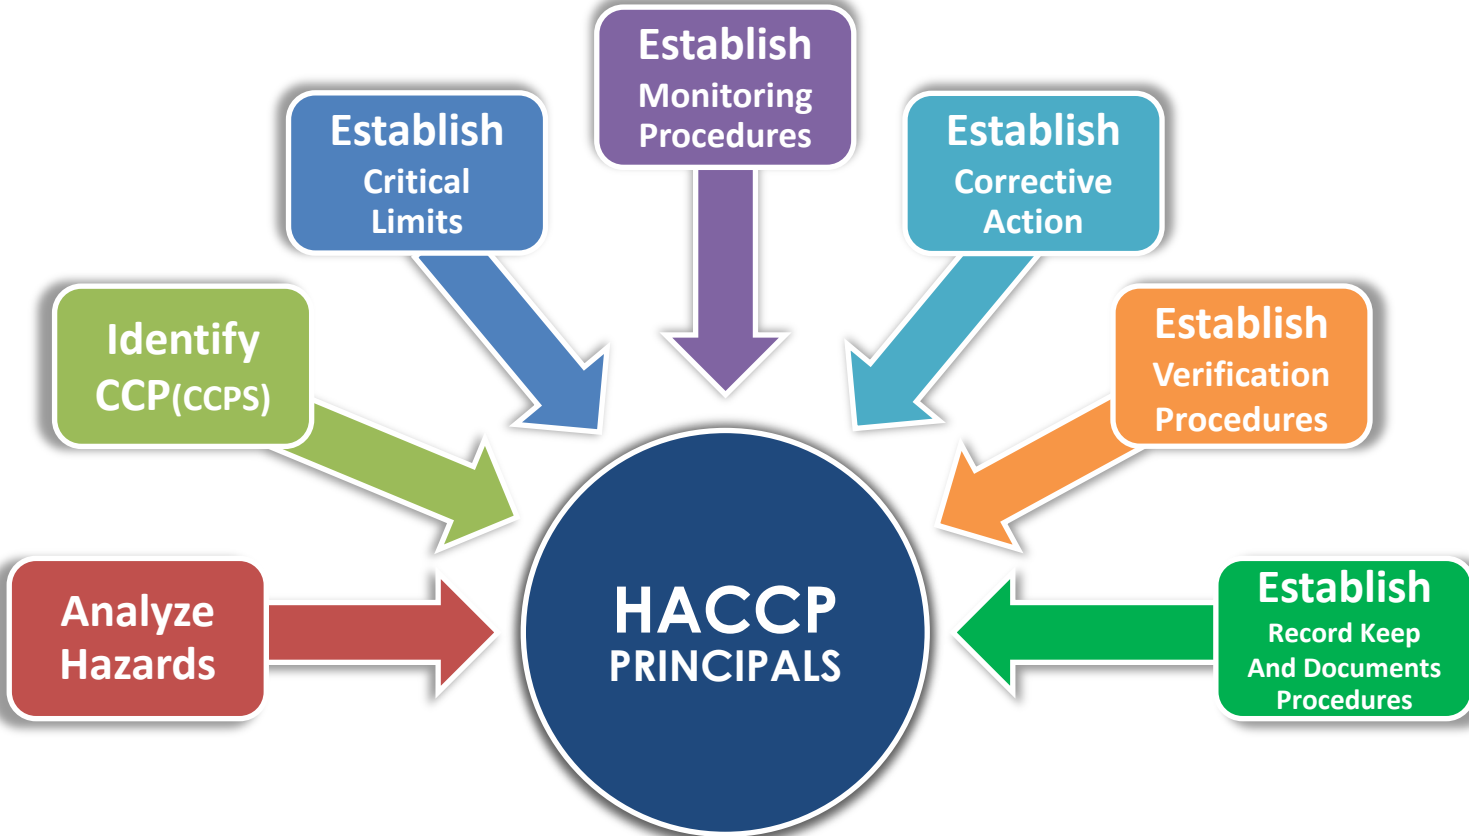 Analyze
Hazards
Identify
CCP(CCPS)
Establish
Critical
Limits
Establish
Monitoring
Procedures
Establish
Corrective
Action
Establish
Verification
Procedures
Establish
Record Keep
And Documents
Procedures
HACCP
PRINCIPALS